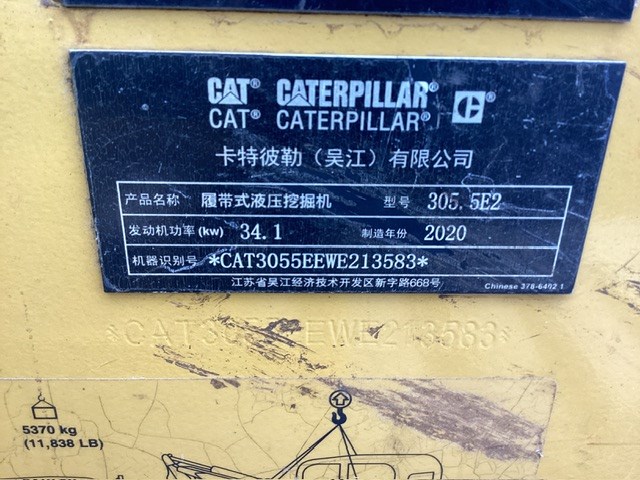 CAT® CATERPILLAR®
CAT® CATERPILLAR®
卡特彼勒（吴江）有限公司
产品名称 履带式液压挖掘机 型号 305.5E2
发动机功率(kw) 34.1 制造年份 2020
机器识别号 *CAT3055EEWE213583*
江苏省吴江经济技术开发区新字路668号
Chinese 378-6402 1
*CAT3055EEWE213583*
5370 kg
(11,838 LB)